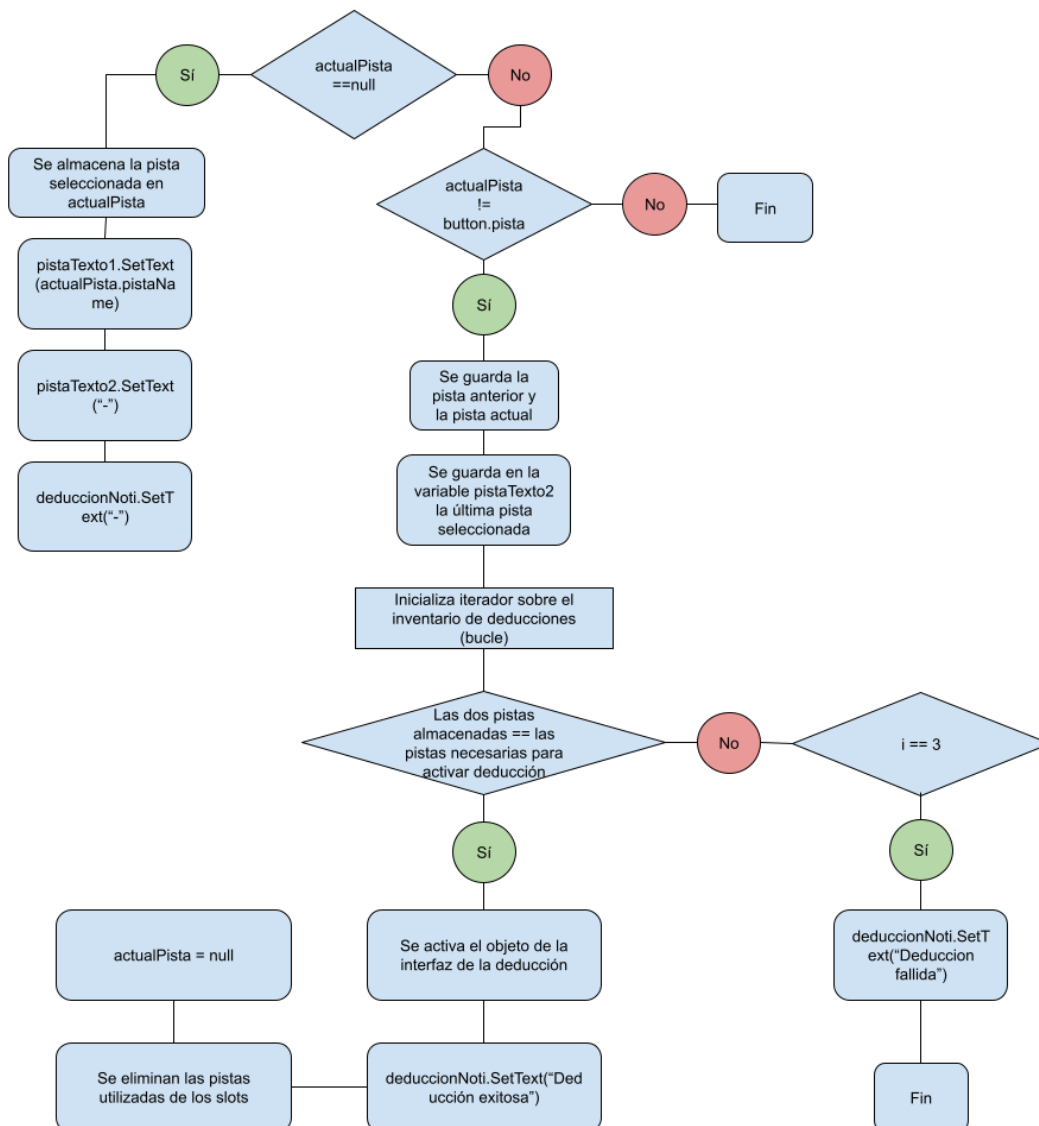 actualPista
==null
Sí
No
Se almacena la pista
seleccionada en
actualPista
pistaTexto1.SetText
(actualPista.pistaNa
me)
pistaTexto2.SetText
(“-”)
deduccionNoti.SetT
ext(“-”)
actualPista
!=
button.pista
No
Fin
Sí
Se guarda la
pista anterior y
la pista actual
Se guarda en la
variable pistaTexto2
la última pista
seleccionada
Inicializa iterador sobre el
inventario de deducciones
(bucle)
Las dos pistas
almacenadas == las
pistas necesarias para
activar deducción
No
i == 3
Sí
Sí
Se activa el objeto de la
interfaz de la deducción
deduccionNoti.SetText(“Ded
ucción exitosa”)
Se eliminan las pistas
utilizadas de los slots
actualPista = null
deduccionNoti.SetT
ext(“Deduccion
fallida”)
Fin